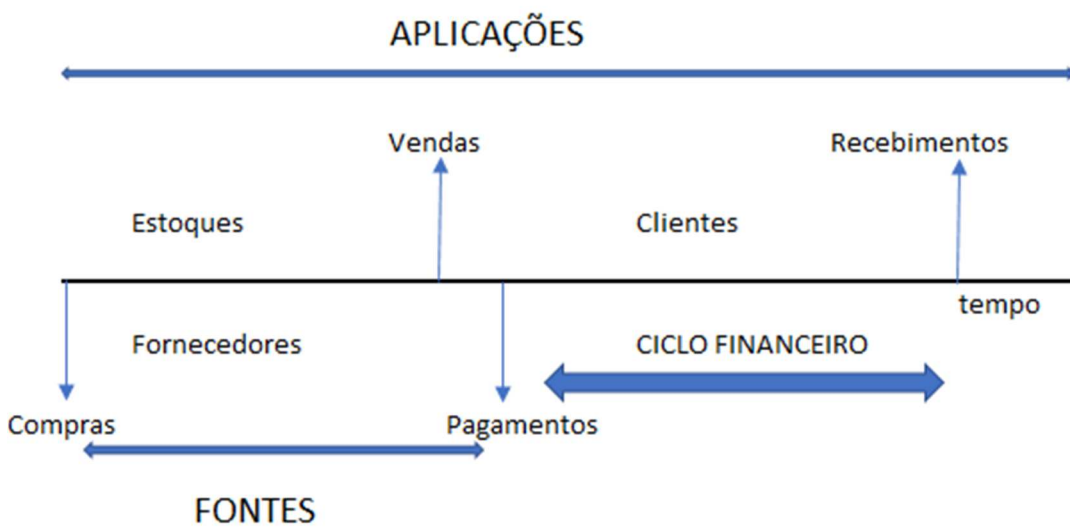 APLICAÇÕES
Vendas
Recebimentos
Estoques
Clientes
tempo
Fornecedores
CICLO FINANCEIRO
Compras
Pagamentos
FONTES